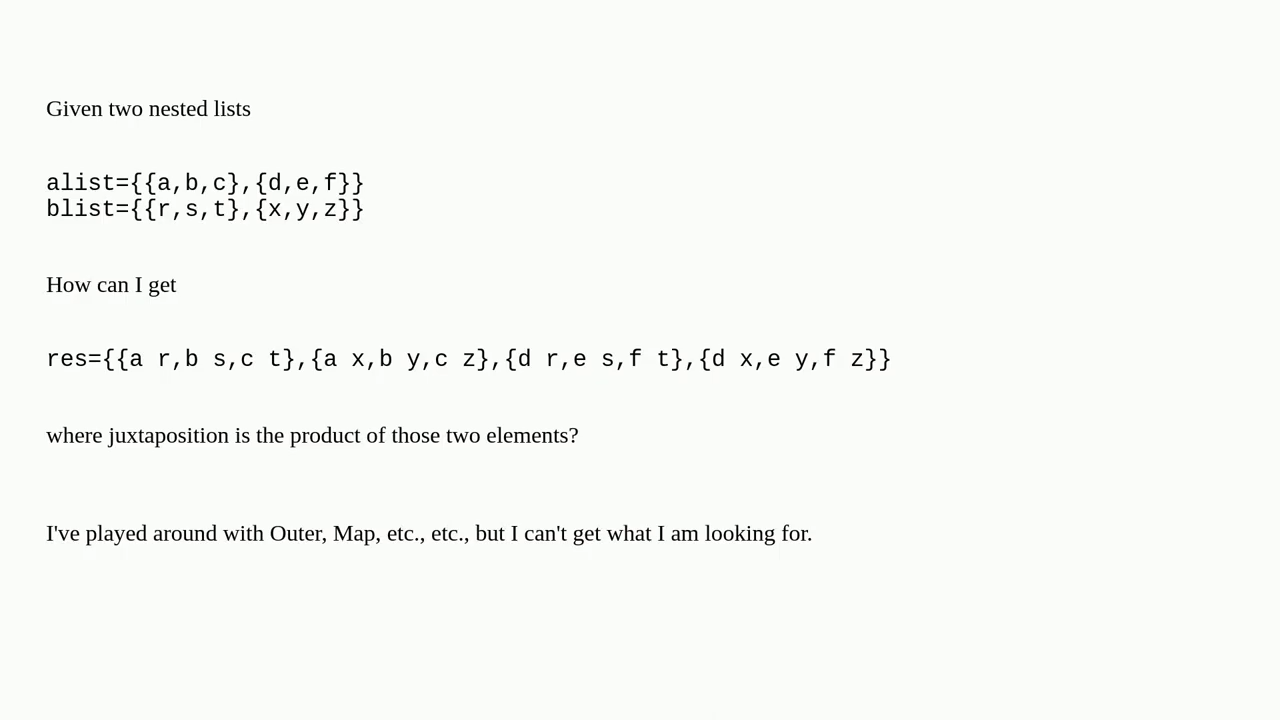 Given two nested lists
alist={{a,b,c},{d,e,f}}
blist={{r,s,t},{x,y,z}}
How can I get
res={{a r,b s,c t},{a x,b y,c z},{d r,e s,f t},{d x,e y,f z}}
where juxtaposition is the product of those two elements?
I've played around with Outer, Map, etc., etc., but I can't get what I am looking for.